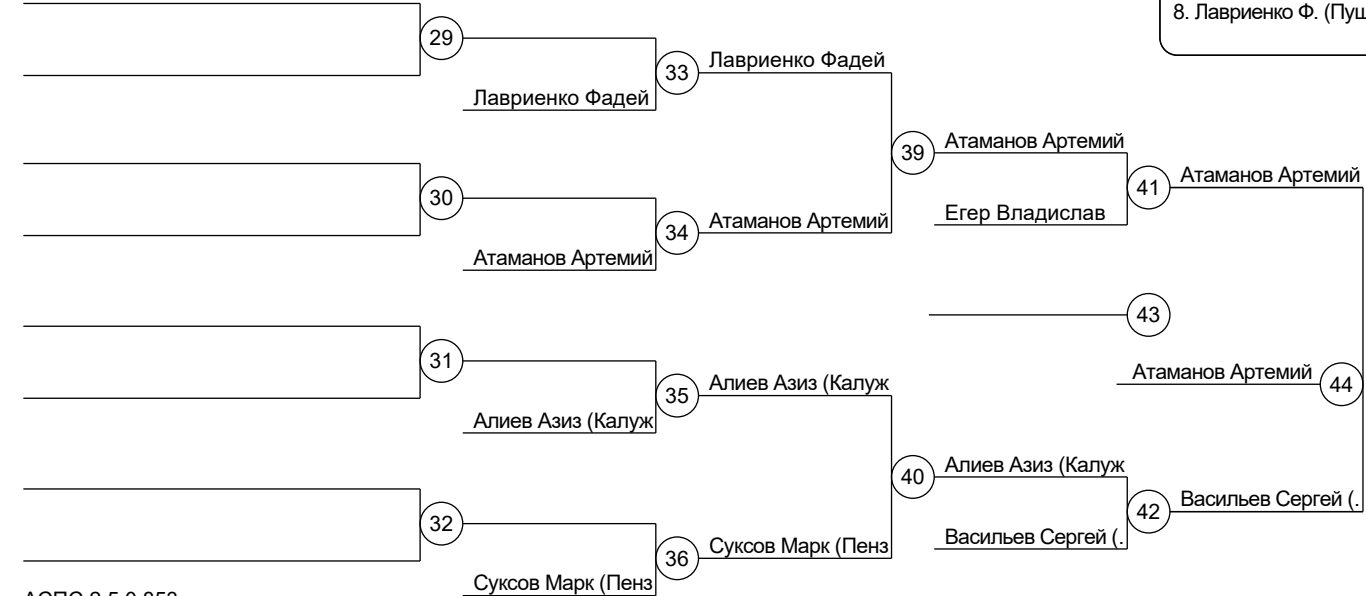 8. Лавриенко Ф. (Пуш
29
33
Лавриенко Фадей
Лавриенко Фадей
39
Атаманов Артемий
30
34
Атаманов Артемий
Атаманов Артемий
41
Атаманов Артемий
Егер Владислав
43
31
35
Алиев Азиз (Калуж
Алиев Азиз (Калуж
Атаманов Артемий
44
40
Алиев Азиз (Калуж
32
36
Суксов Марк (Пенз
Суксов Марк (Пенз
42
Васильев Сергей (.
Васильев Сергей (.